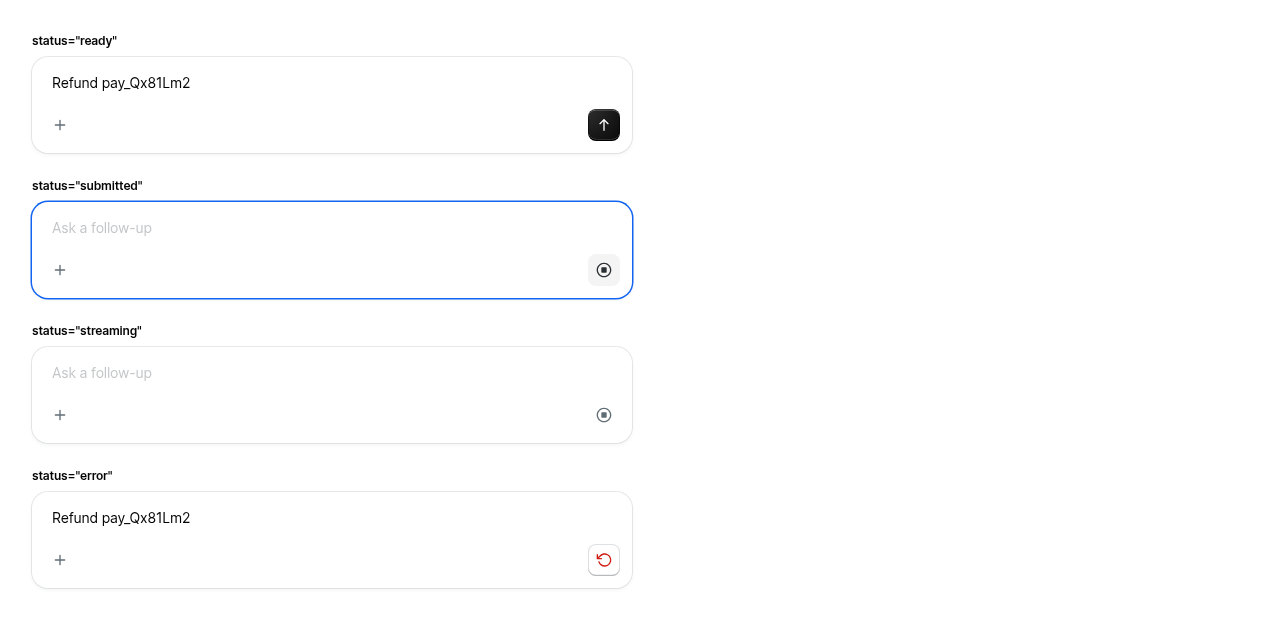 status="ready"
Refund pay_Qx81Lm2
status="submitted"
Ask a follow-up
status="streaming"
Ask a follow-up
status="error"
Refund pay_Qx81Lm2